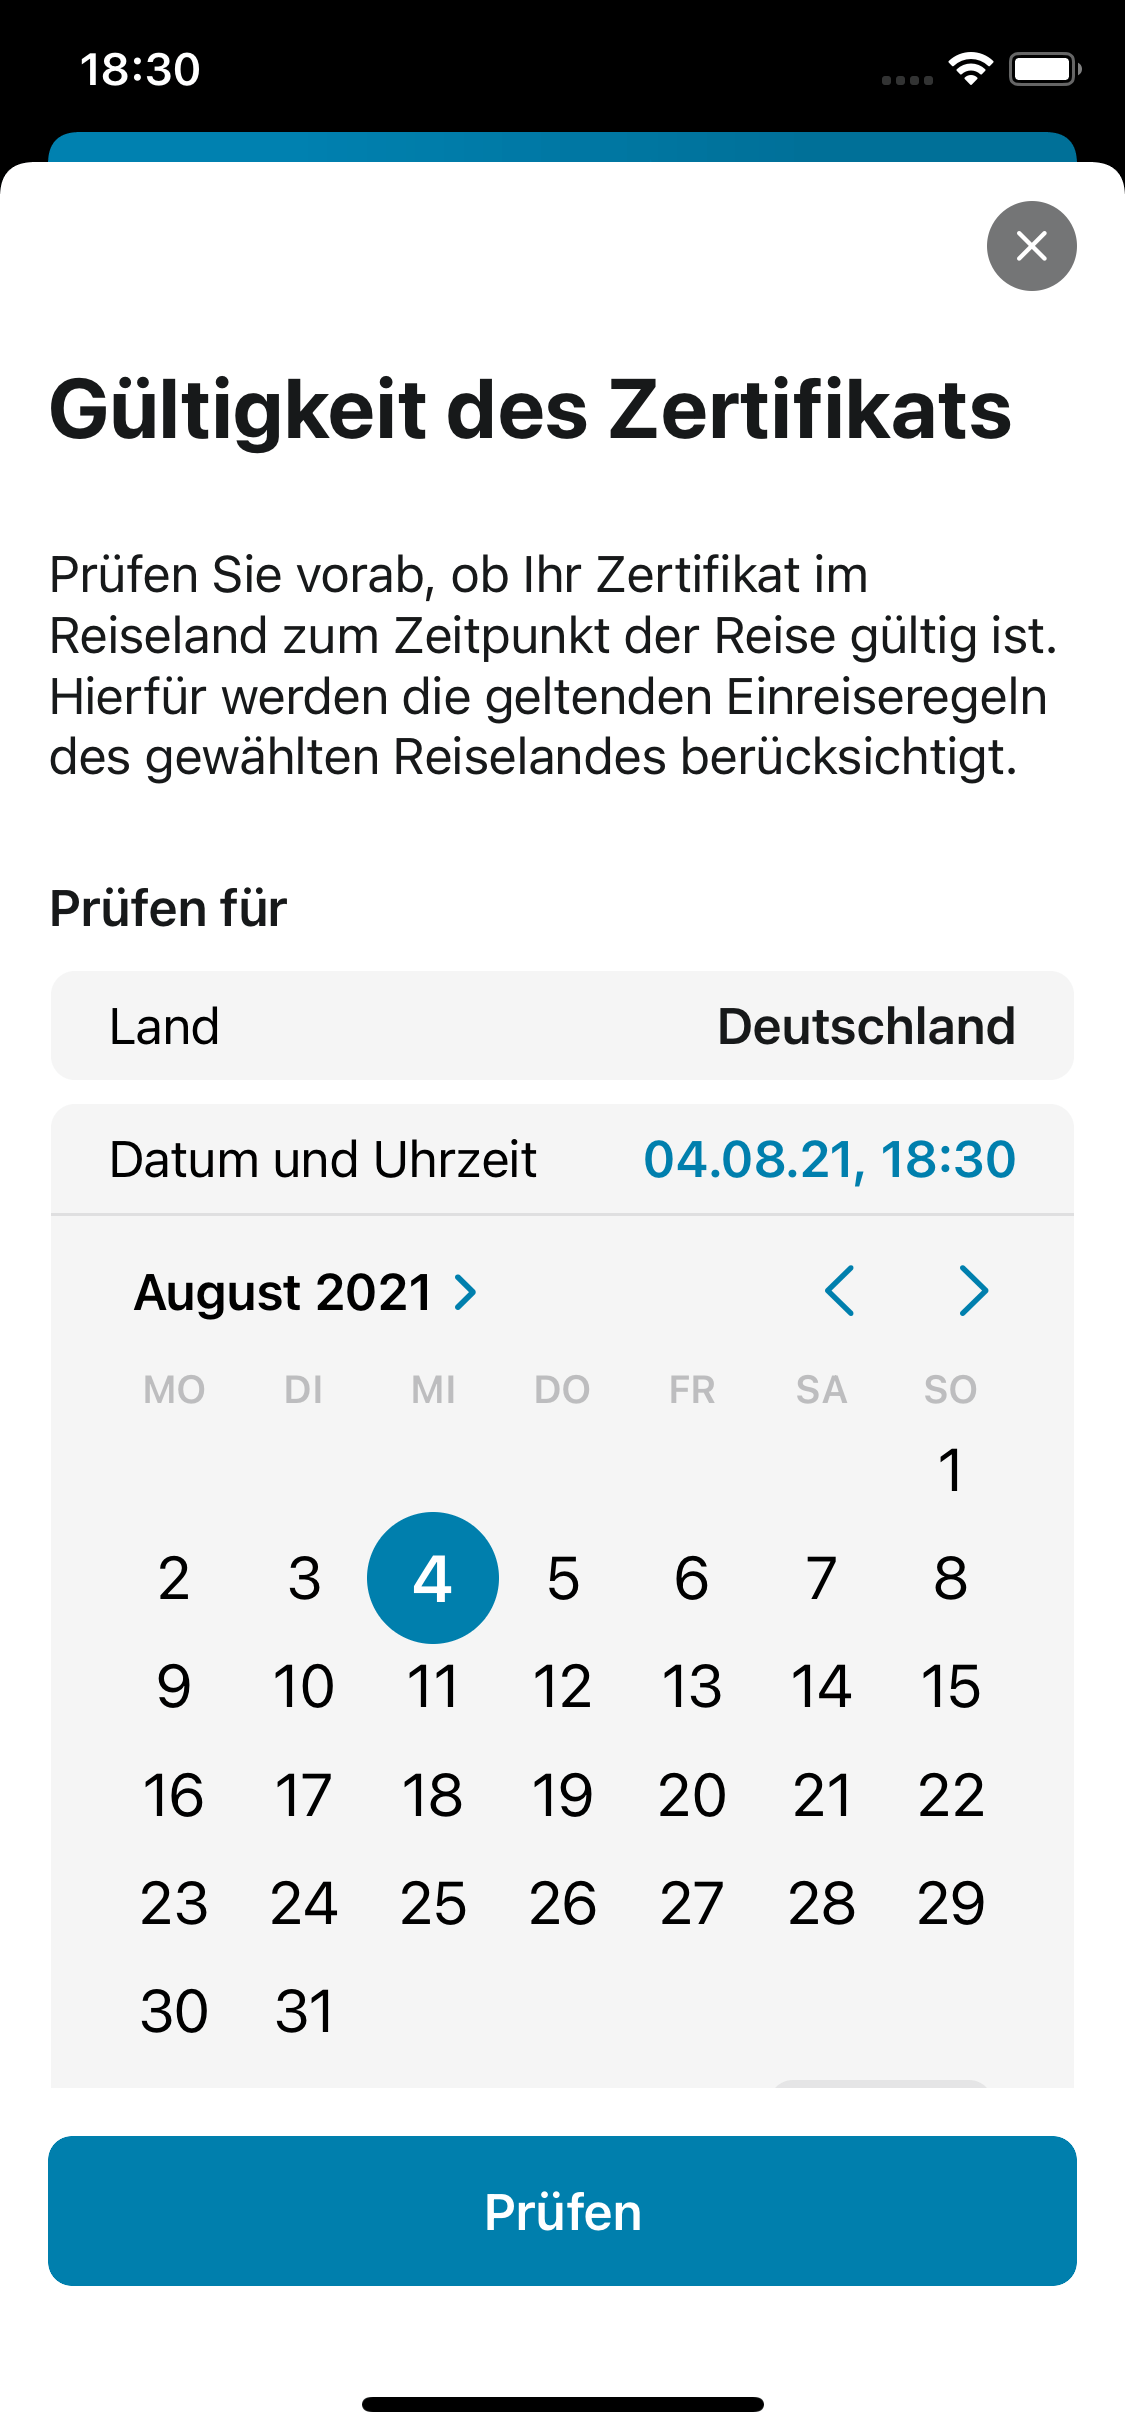 18:30
Gültigkeit des Zertifikats
Prüfen Sie vorab, ob Ihr Zertifikat im
Reiseland zum Zeitpunkt der Reise gültig ist.
Hierfür werden die geltenden Einreiseregeln
des gewählten Reiselandes berücksichtigt.
Prüfen für
Land Deutschland
Datum und Uhrzeit 04.08.21, 18:30
August 2021
MO DI MI DO FR SA SO
1
2 3 4 5 6 7 8
9 10 11 12 13 14 15
16 17 18 19 20 21 22
23 24 25 26 27 28 29
30 31
Prüfen